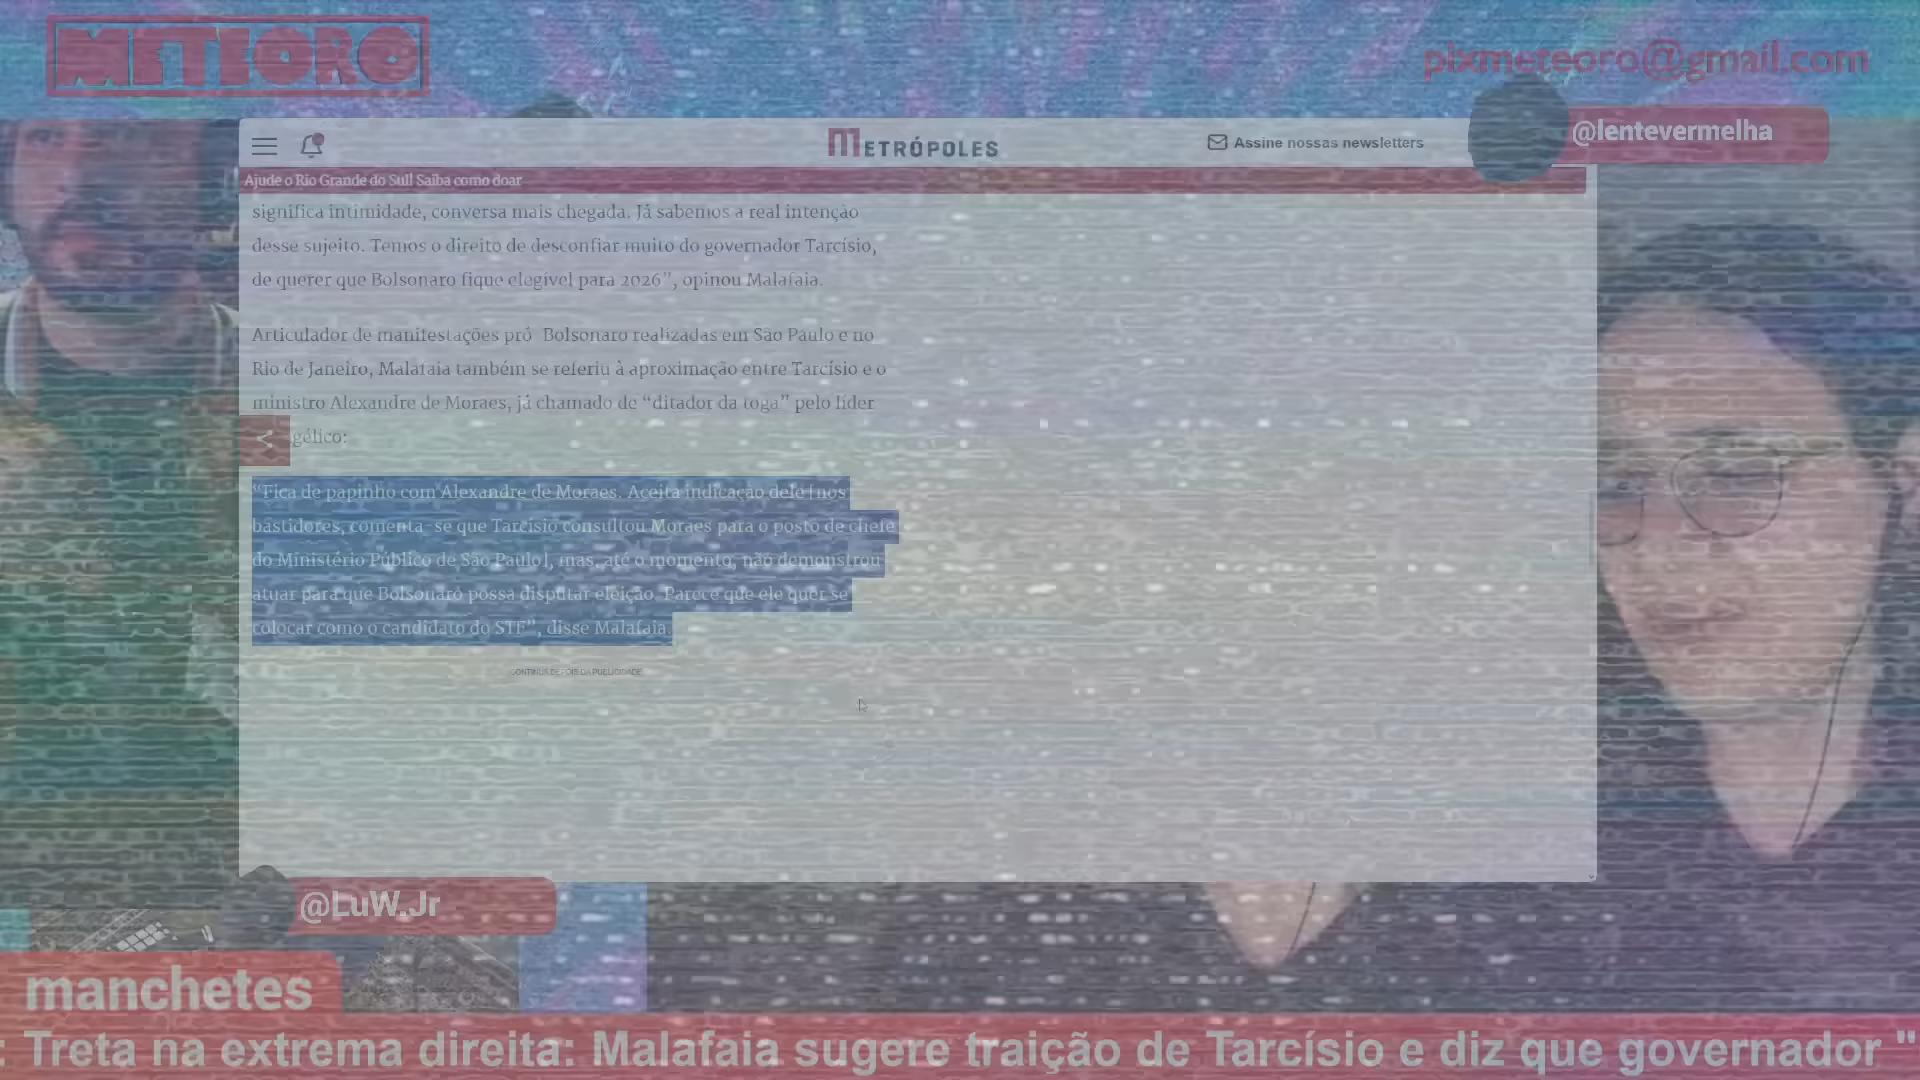 METEORO
pixmeteoro@gmail.com
@lentevermelha
METRÓPOLES
Assine nossas newsletters
Ajude o Rio Grande do Sul! Saiba como doar
significa intimidade, conversa mais chegada. Já sabemos a real intenção
desse sujeito. Temos o direito de desconfiar muito do governador Tarcísio,
de querer que Bolsonaro fique elegível para 2026”, opinou Malafaia.
Articulador de manifestações pró-Bolsonaro realizadas em São Paulo e no
Rio de Janeiro, Malafaia também se referiu à aproximação entre Tarcísio e o
ministro Alexandre de Moraes, já chamado de “ditador da toga” pelo líder
gélico:
“Fica de papinho com Alexandre de Moraes. Aceita indicação dele [nos
bastidores, comenta-se que Tarcísio consultou Moraes para o posto de chefe
do Ministério Público de São Paulo], mas, até o momento, não demonstrou
atuar para que Bolsonaro possa disputar eleição. Parece que ele quer se
colocar como o candidato do STF”, disse Malafaia.
CONTINUA DEPOIS DA PUBLICIDADE
@LuW.Jr
manchetes
: Treta na extrema direita: Malafaia sugere traição de Tarcísio e diz que governador "